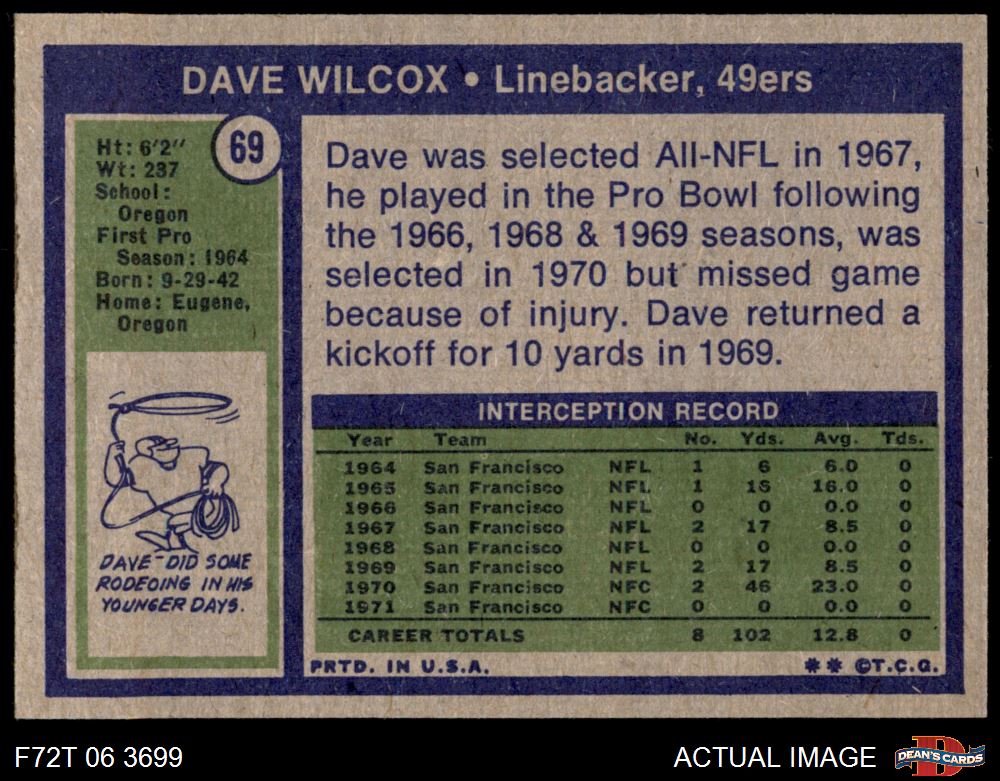 DAVE WILCOX • Linebacker, 49ers
69
Ht: 6'2"
Wt: 237
School:
Oregon
First Pro
Season: 1964
Born: 9-29-42
Home: Eugene,
Oregon
DAVE DID SOME
RODEOING IN HIS
YOUNGER DAYS.
Dave was selected All-NFL in 1967,
he played in the Pro Bowl following
the 1966, 1968 & 1969 seasons, was
selected in 1970 but missed game
because of injury. Dave returned a
kickoff for 10 yards in 1969.
INTERCEPTION RECORD
Year Team No. Yds. Avg. Tds.
1964 San Francisco NFL 1 6 6.0 0
1965 San Francisco NFL 1 16 16.0 0
1966 San Francisco NFL 0 0 0.0 0
1967 San Francisco NFL 2 17 8.5 0
1968 San Francisco NFL 0 0 0.0 0
1969 San Francisco NFL 2 17 8.5 0
1970 San Francisco NFC 2 46 23.0 0
1971 San Francisco NFC 0 0 0.0 0
CAREER TOTALS 8 102 12.8 0
PRTD. IN U.S.A. ** ©T.C.G.
F72T 06 3699 ACTUAL IMAGE DEAN'S CARDS